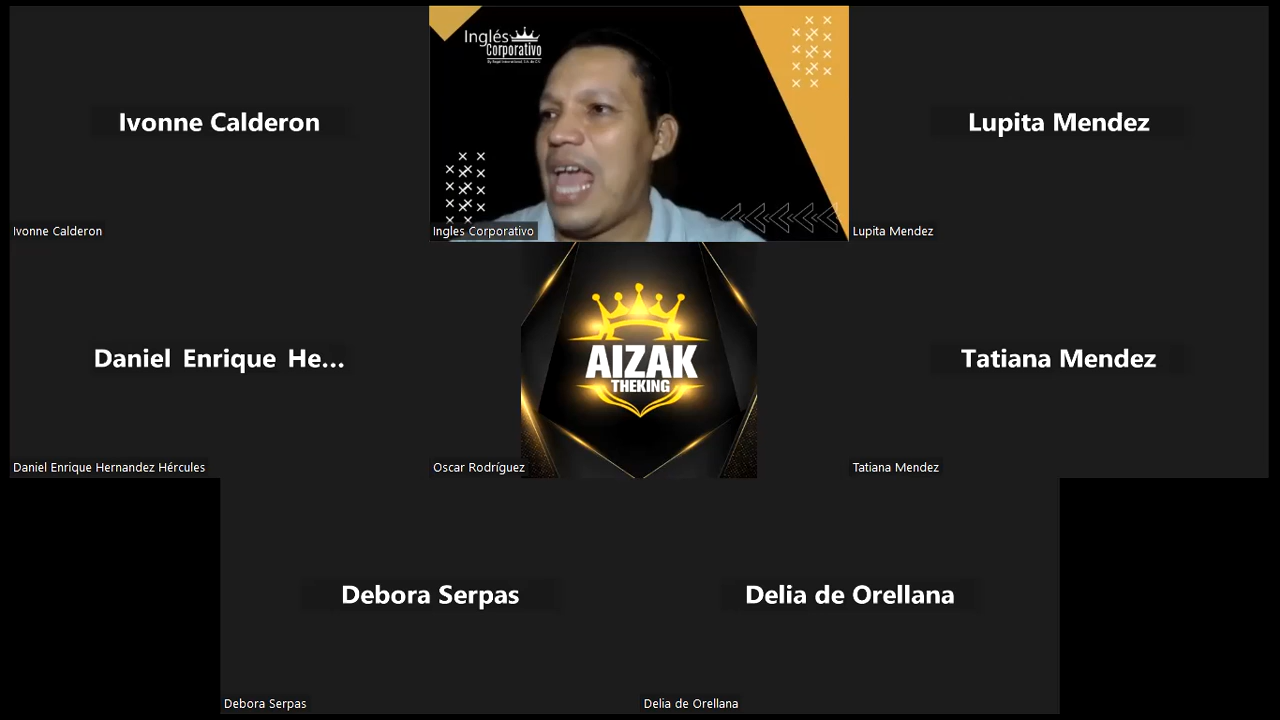 Ivonne Calderon
Ivonne Calderon
Inglés
Corporativo
Ingles Corporativo
Lupita Mendez
Lupita Mendez
Daniel Enrique He...
Daniel Enrique Hernandez Hércules
AIZAK
THEKING
Oscar Rodríguez
Tatiana Mendez
Tatiana Mendez
Debora Serpas
Debora Serpas
Delia de Orellana
Delia de Orellana